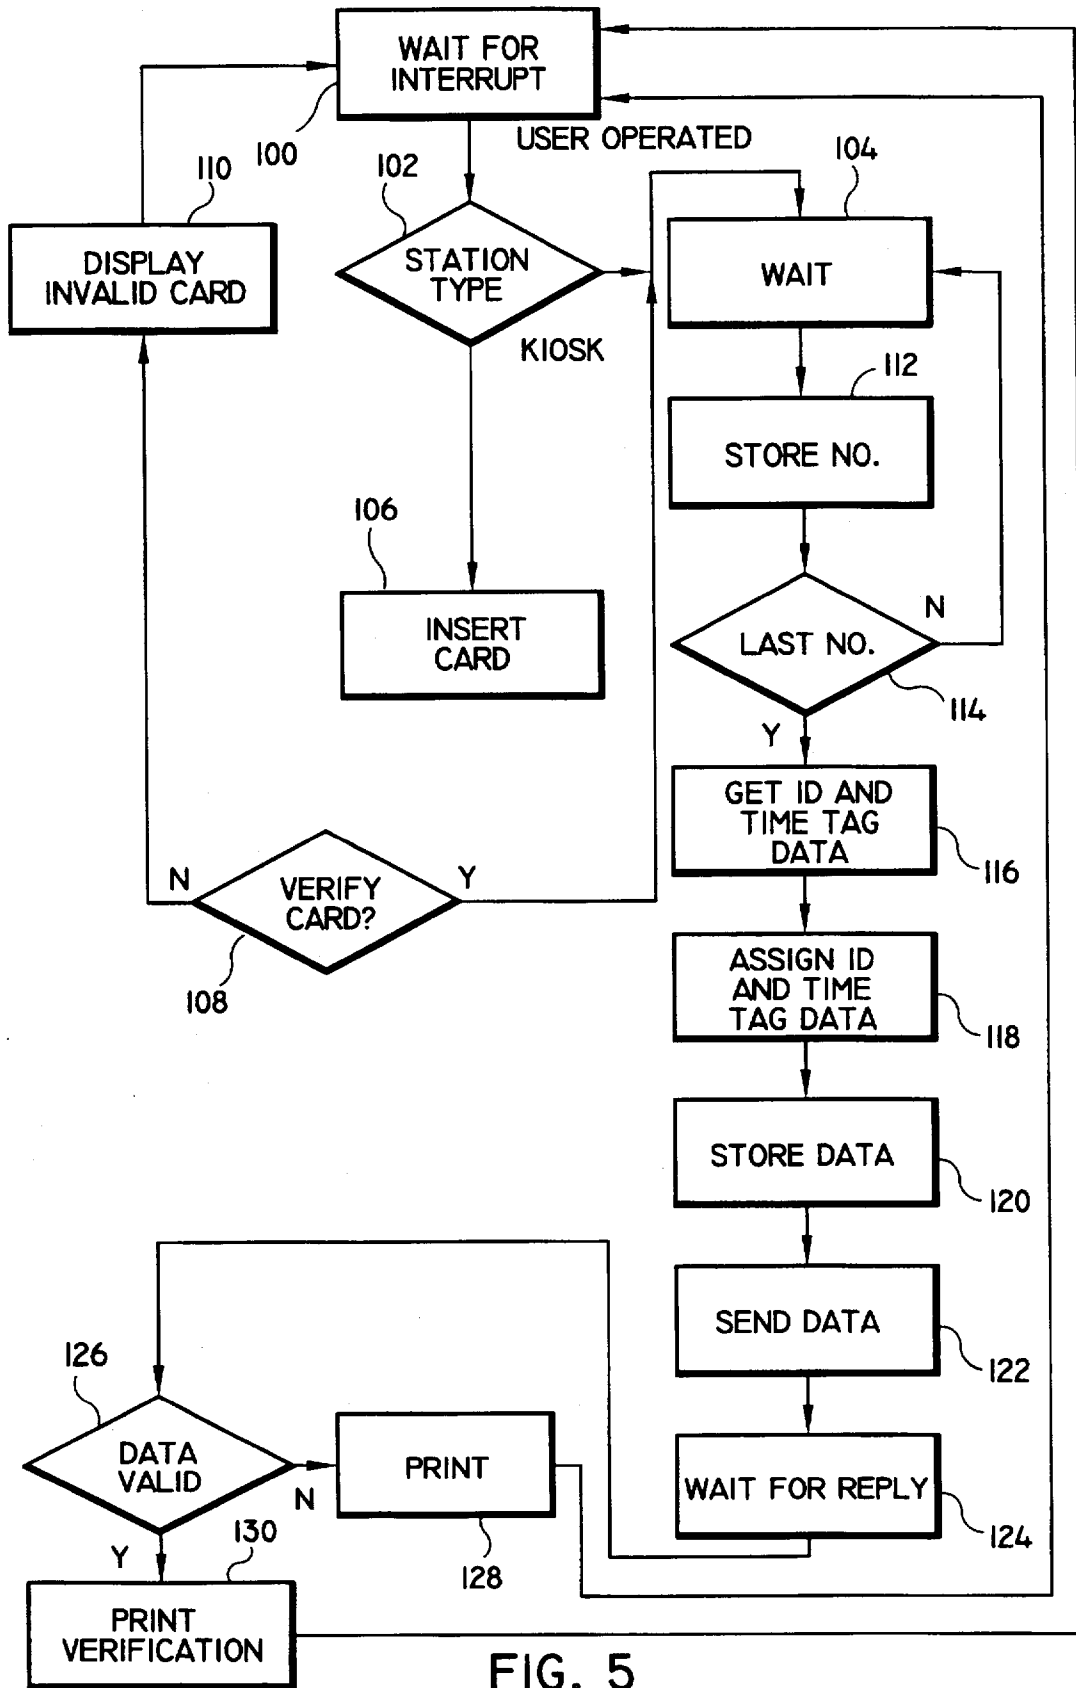 WAIT FOR
INTERRUPT
100
USER OPERATED
110
102
104
DISPLAY
INVALID CARD
STATION
TYPE
WAIT
KIOSK
112
STORE NO.
106
INSERT
CARD
N
LAST NO.
114
Y
GET ID AND
TIME TAG
DATA
116
N
VERIFY
CARD?
Y
108
ASSIGN ID
AND TIME
TAG DATA
118
STORE DATA
120
SEND DATA
122
126
DATA
VALID
N
PRINT
128
WAIT FOR REPLY
124
Y
130
PRINT
VERIFICATION
FIG. 5